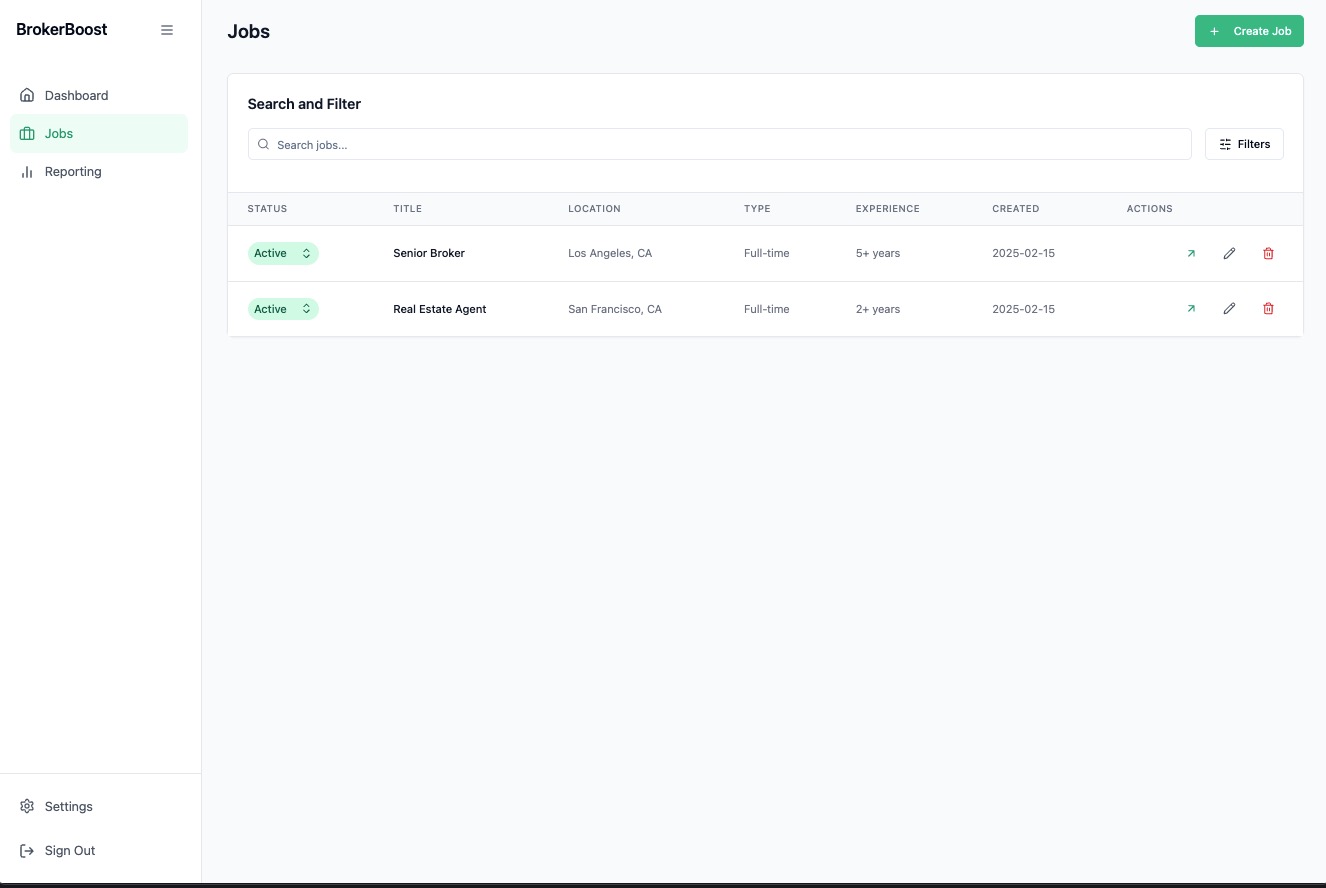 BrokerBoost
Dashboard
Jobs
Reporting
Settings
Sign Out
Jobs
Create Job
Search and Filter
Search jobs...
Filters
STATUS TITLE LOCATION TYPE EXPERIENCE CREATED ACTIONS
Active Senior Broker Los Angeles, CA Full-time 5+ years 2025-02-15
Active Real Estate Agent San Francisco, CA Full-time 2+ years 2025-02-15